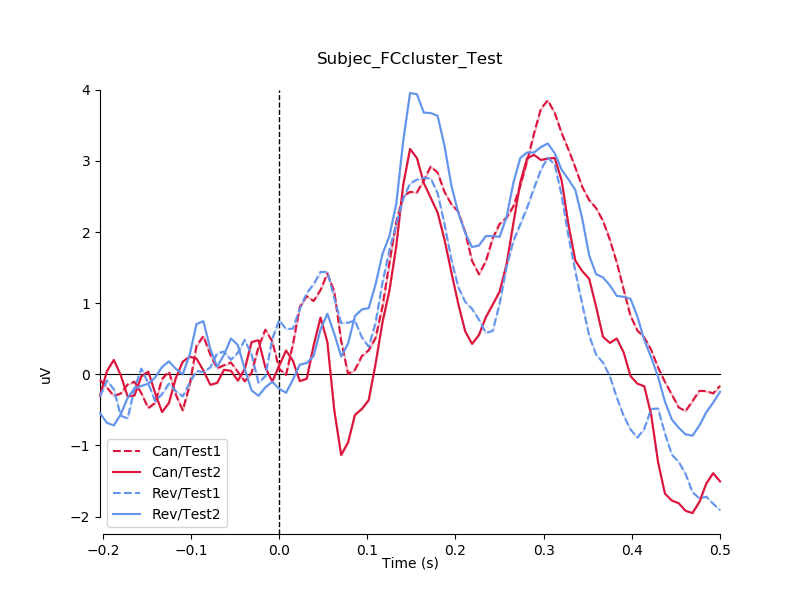 Subjec_FCcluster_Test
uV
4
3
2
1
0
−1
−2
Can/Test1
Can/Test2
Rev/Test1
Rev/Test2
−0.2 −0.1 0.0 0.1 0.2 0.3 0.4 0.5
Time (s)